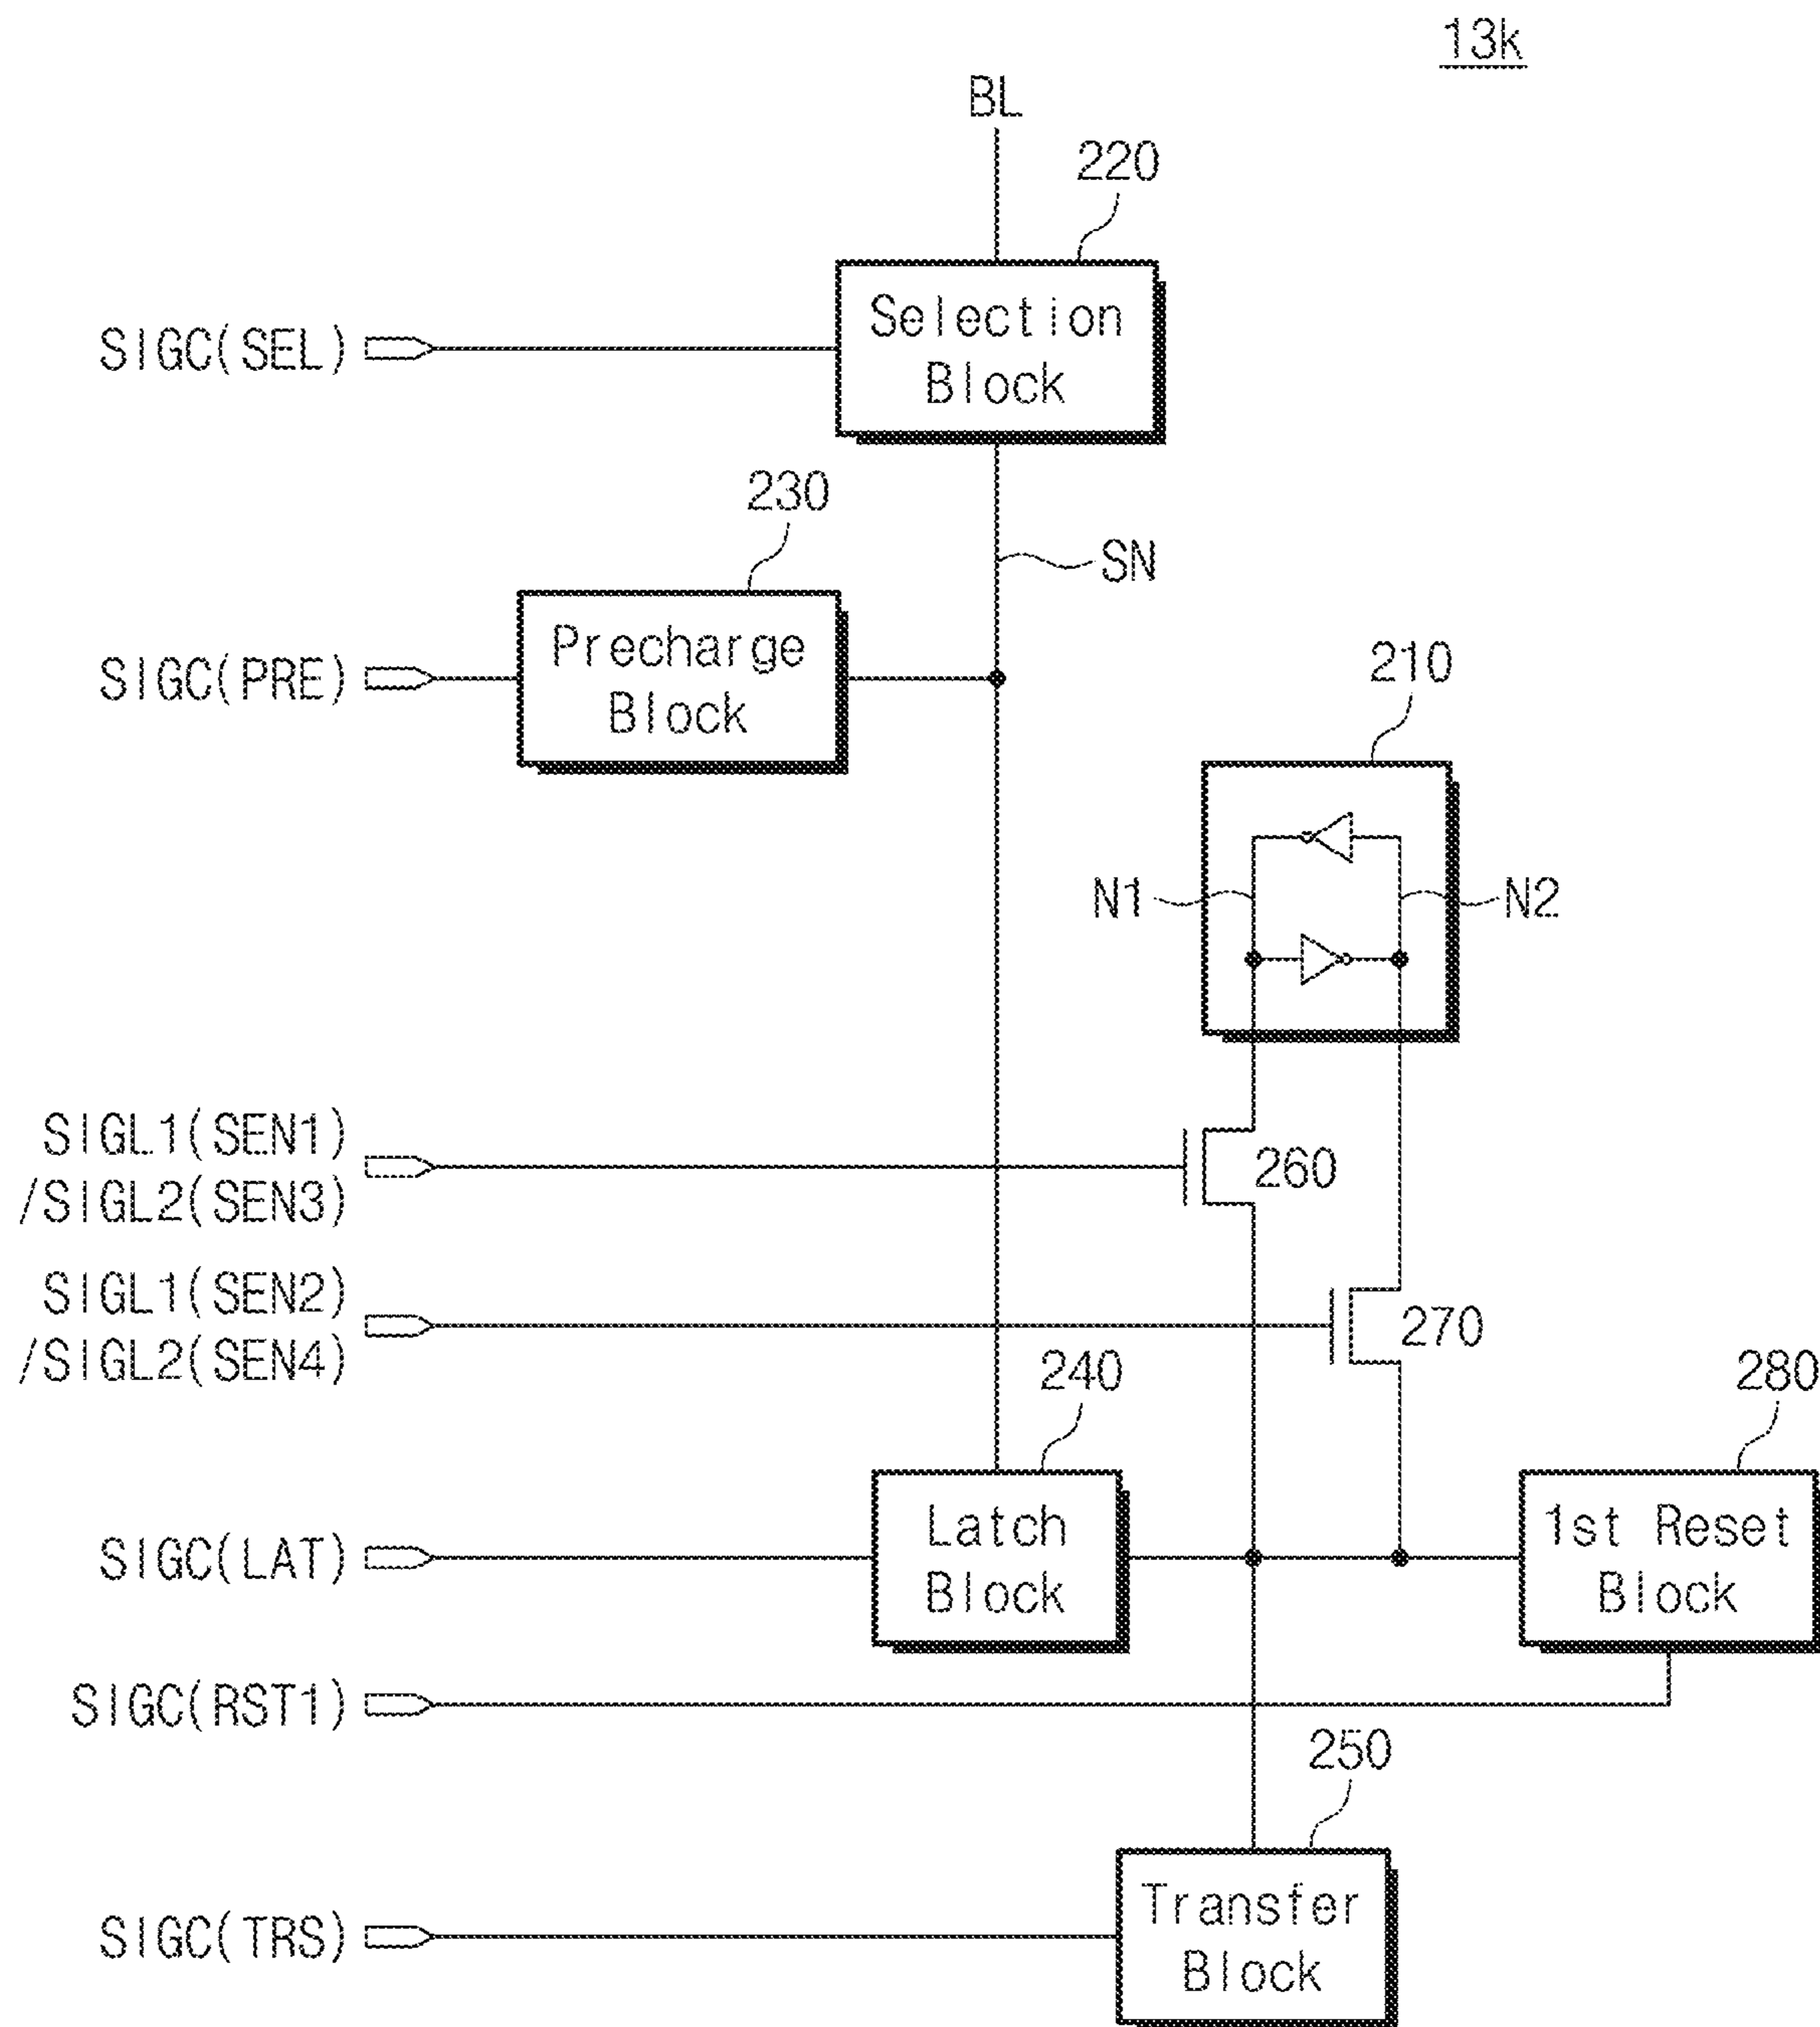 13k
BL
220
Selection
Block
SIGC(SEL)
230
SN
Precharge
Block
SIGC(PRE)
210
N1
N2
SIGL1(SEN1)
/SIGL2(SEN3)
260
SIGL1(SEN2)
/SIGL2(SEN4)
270
240
280
Latch
Block
1st Reset
Block
SIGC(LAT)
SIGC(RST1)
250
Transfer
Block
SIGC(TRS)